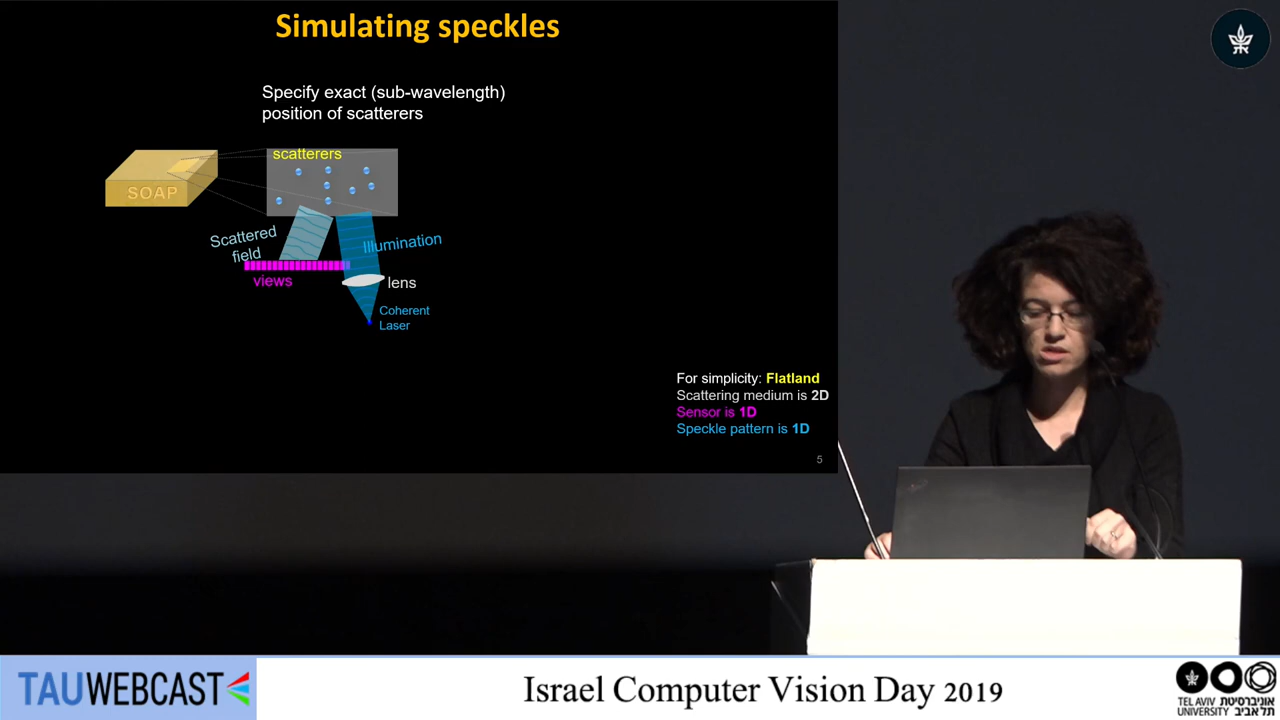 Simulating speckles
Specify exact (sub-wavelength)
position of scatterers
scatterers
SOAP
Scattered
field
Illumination
views
lens
Coherent
Laser
For simplicity: Flatland
Scattering medium is 2D
Sensor is 1D
Speckle pattern is 1D
5
TAUWEBCAST
Israel Computer Vision Day 2019
TEL AVIV אוניברסיטת
UNIVERSITY תל אביב